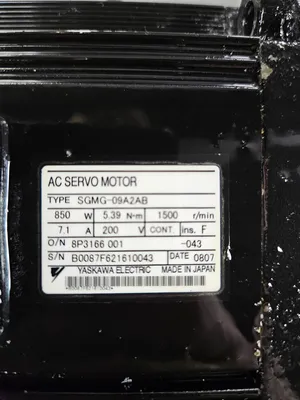 AC SERVO MOTOR
TYPE SGMG-09A2AB
850 W 5.39 N·m 1500 r/min
7.1 A 200 V CONT. ins. F
O/N 8P3166 001 -043
S/N B0087F621610043 DATE 0807
YASKAWA ELECTRIC MADE IN JAPAN